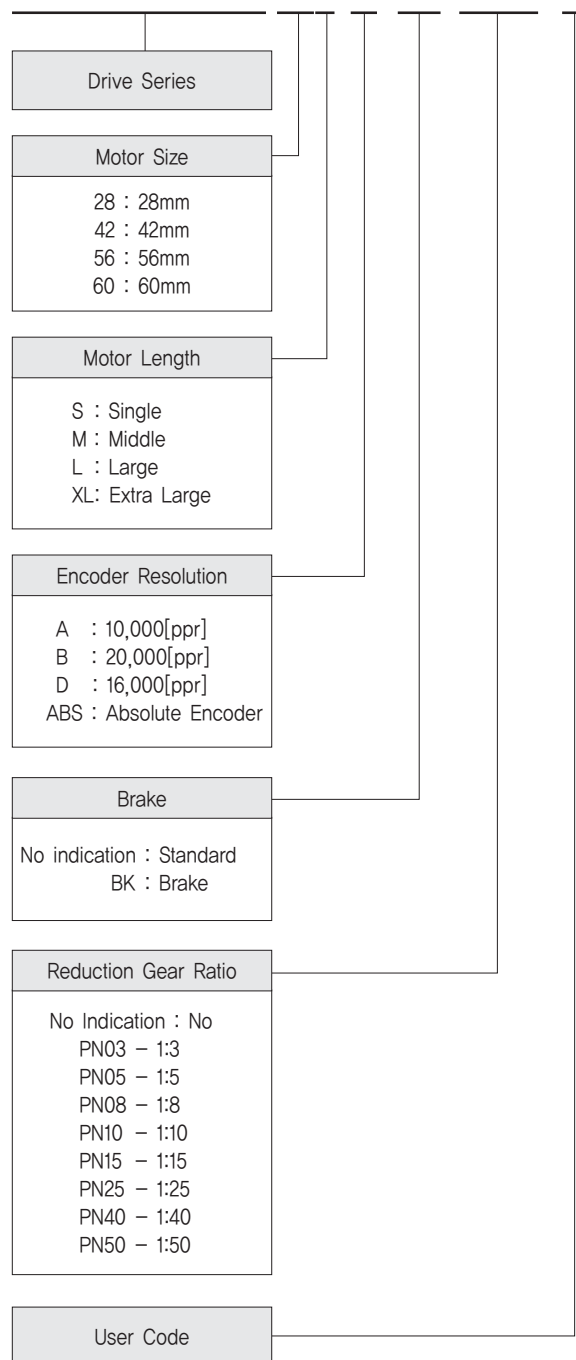 Drive Series
Motor Size
28 : 28mm
42 : 42mm
56 : 56mm
60 : 60mm
Motor Length
S : Single
M : Middle
L : Large
XL: Extra Large
Encoder Resolution
A : 10,000[ppr]
B : 20,000[ppr]
D : 16,000[ppr]
ABS : Absolute Encoder
Brake
No indication : Standard
BK : Brake
Reduction Gear Ratio
No Indication : No
PN03 – 1:3
PN05 – 1:5
PN08 – 1:8
PN10 – 1:10
PN15 – 1:15
PN25 – 1:25
PN40 – 1:40
PN50 – 1:50
User Code